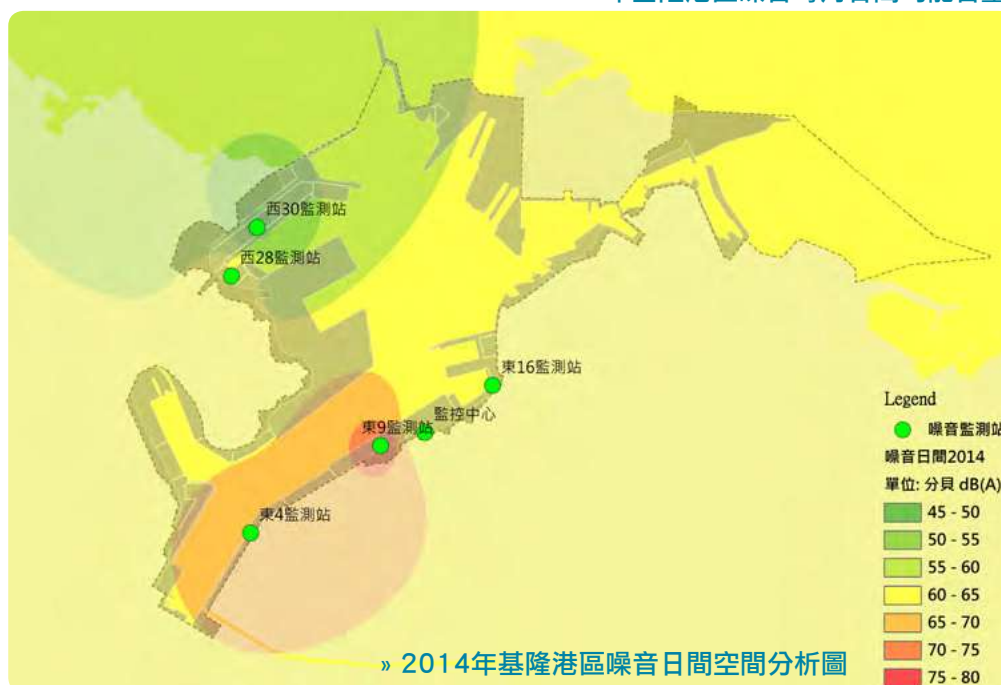 西30監測站
西28監測站
東16監測站
監控中心
東9監測站
東4監測站
Legend
噪音監測站
噪音日間2014
單位: 分貝 dB(A)
45 - 50
50 - 55
55 - 60
60 - 65
65 - 70
70 - 75
75 - 80
» 2014年基隆港區噪音日間空間分析圖